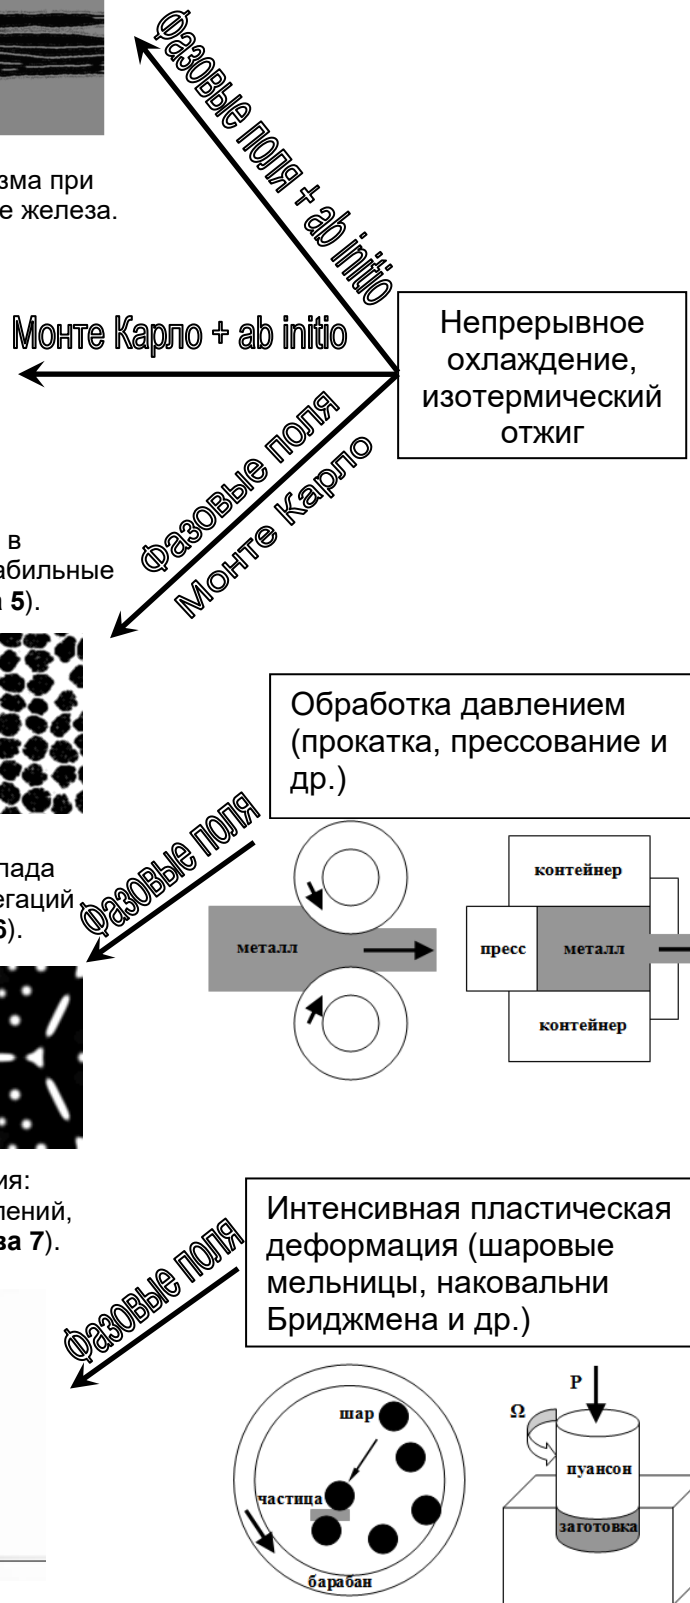 Фазовые поля + ab initio
зма при
е железа.
Монте Карло + ab initio
Непрерывное
охлаждение,
изотермический
отжиг
Фазовые поля
Монте Карло
в
абильные
а 5).
Обработка давлением
(прокатка, прессование и
др.)
Фазовые поля
пада
егаций
6).
металл
контейнер
пресс
металл
контейнер
ия:
лений,
ва 7).
Интенсивная пластическая
деформация (шаровые
мельницы, наковальни
Бриджмена и др.)
Фазовые поля
шар
частица
барабан
P
Ω
пуансон
заготовка